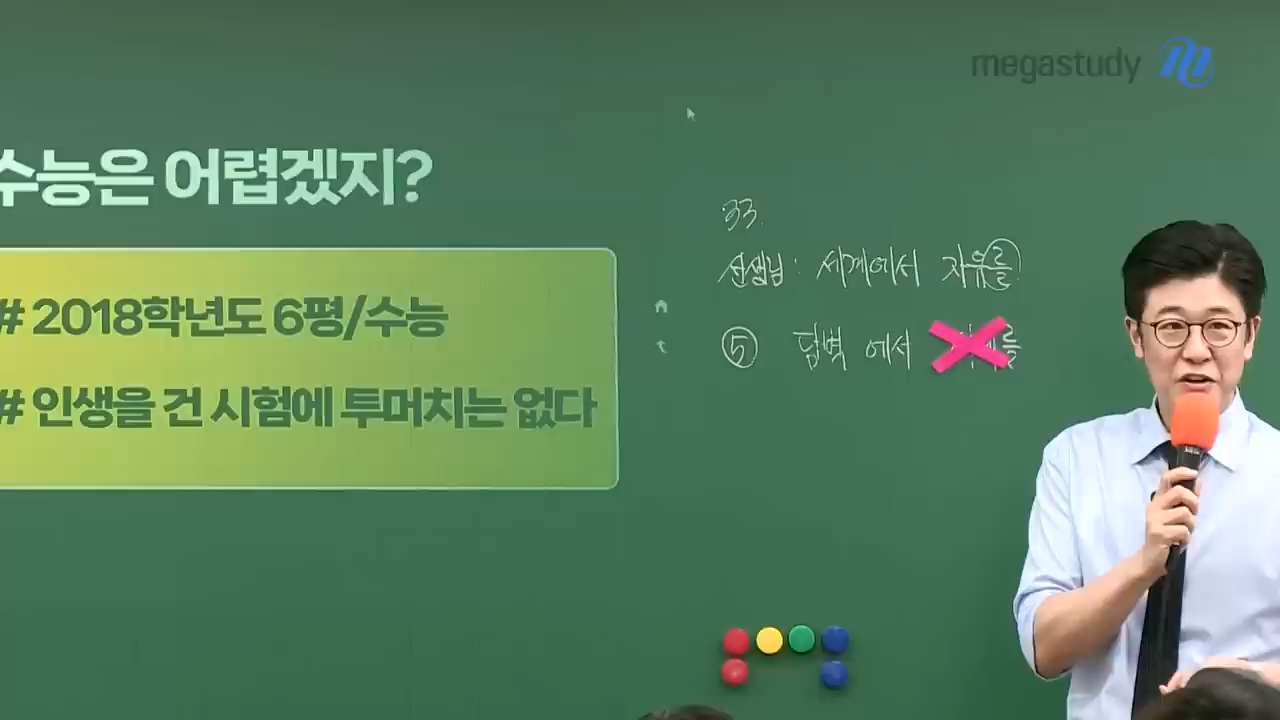 megastudy
수능은 어렵겠지?
# 2018학년도 6평/수능
# 인생을 건 시험에 투머치는 없다
33.
선생님 : 세계에서 자유를
⑤ 담벽에서